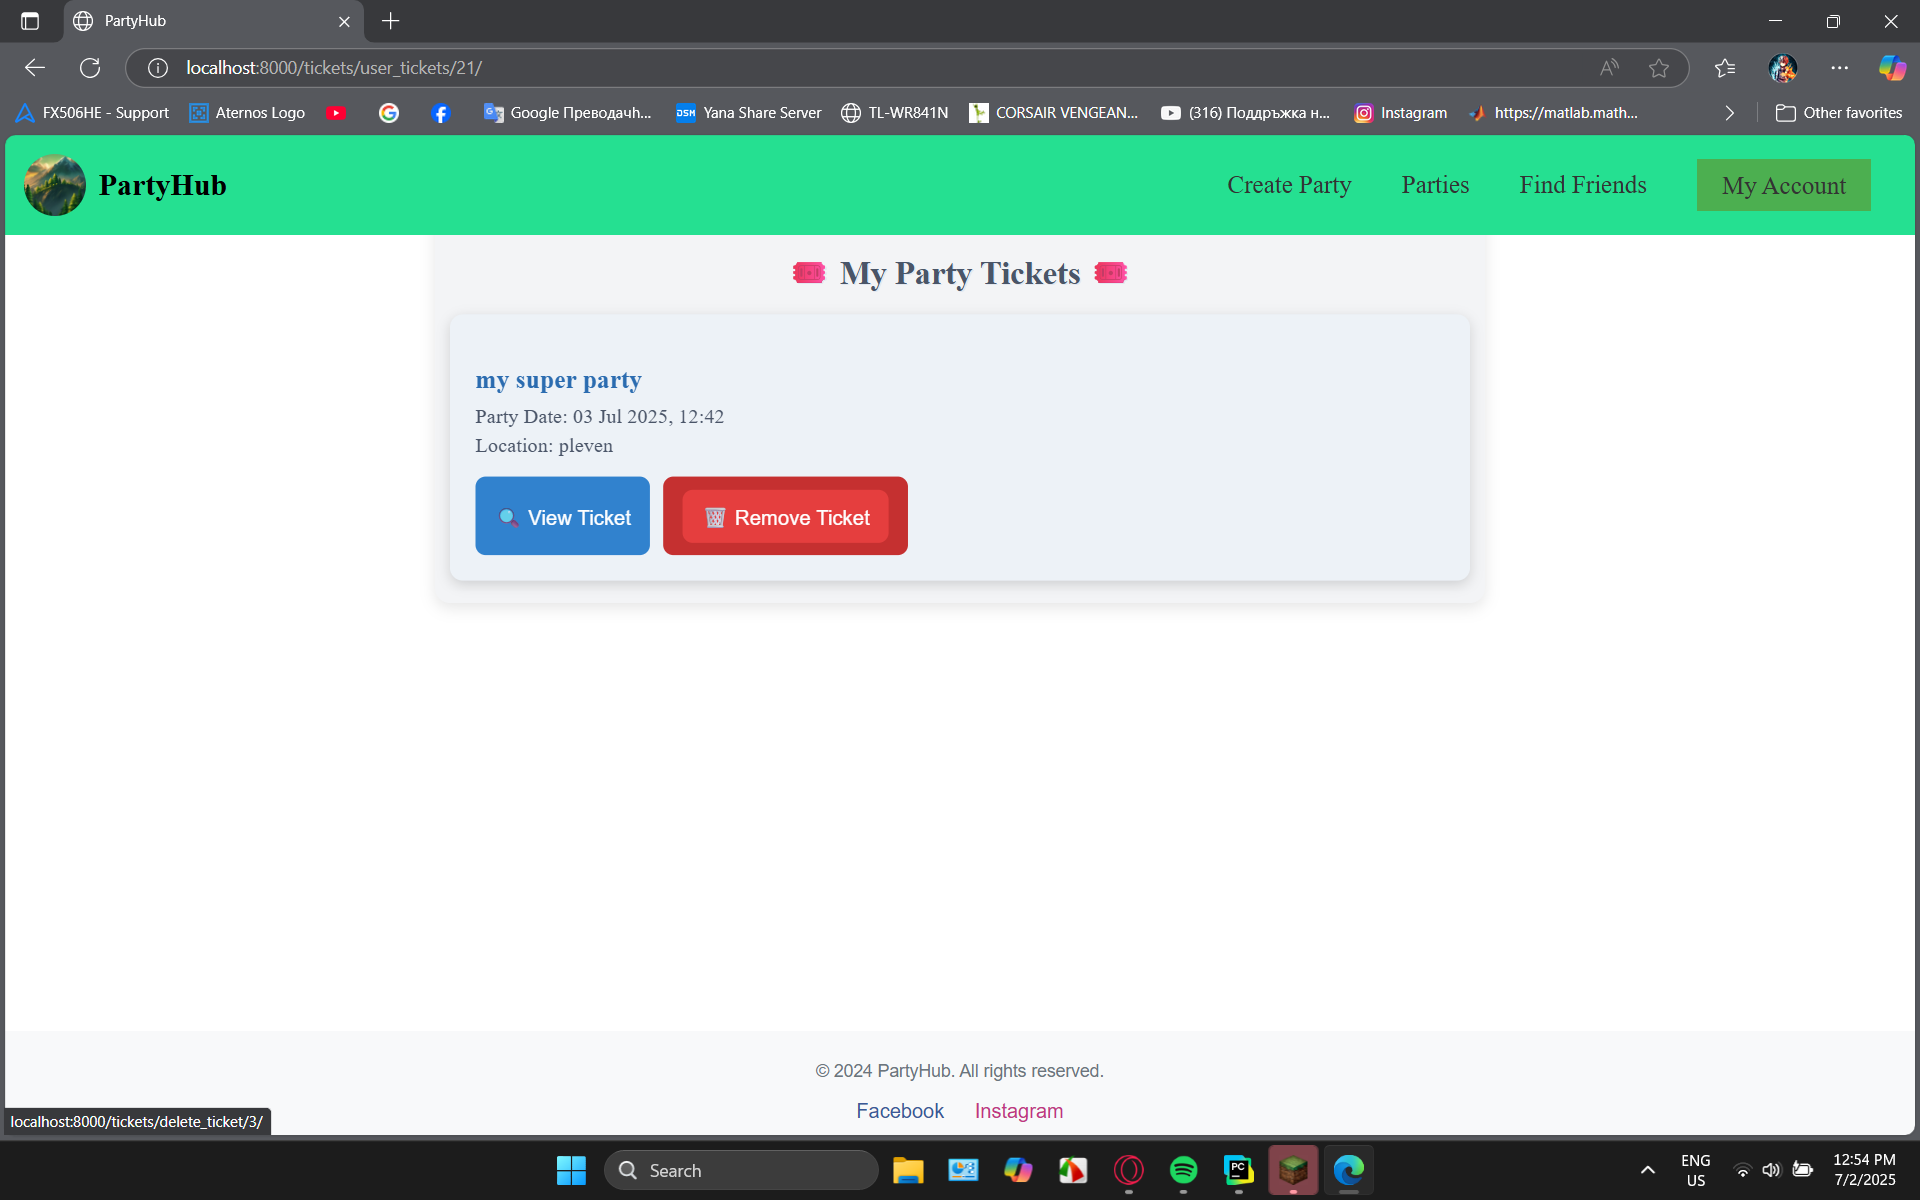 PartyHub
localhost:8000/tickets/user_tickets/21/
FX506HE - Support
Aternos Logo
Google Преводачh...
DSM
Yana Share Server
TL-WR841N
CORSAIR VENGEAN...
(316) Поддръжка н...
Instagram
https://matlab.math...
Other favorites
PartyHub
Create Party
Parties
Find Friends
My Account
My Party Tickets
my super party
Party Date: 03 Jul 2025, 12:42
Location: pleven
View Ticket
Remove Ticket
© 2024 PartyHub. All rights reserved.
Facebook
Instagram
localhost:8000/tickets/delete_ticket/3/
Search
PC
ENG
US
12:54 PM
7/2/2025